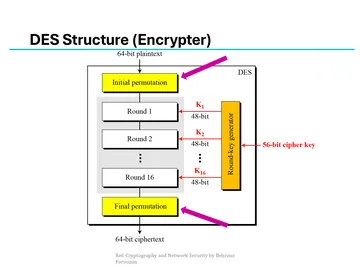 DES Structure (Encrypter)
64-bit plaintext
DES
Initial permutation
Round 1
K1
48-bit
Round 2
K2
48-bit
Round-key generator
56-bit cipher key
Round 16
K16
48-bit
Final permutation
64-bit ciphertext
Ref: Cryptography and Network Security by Behrouz
Forouzan